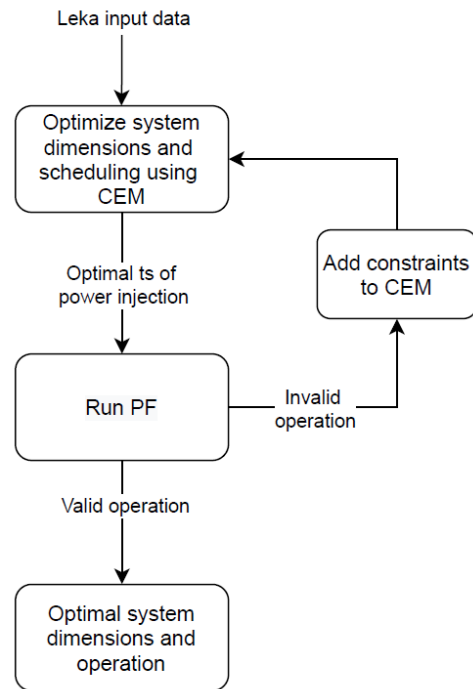 Leka input data
Optimize system
dimensions and
scheduling using
CEM
Optimal ts of
power injection
Add constraints
to CEM
Run PF
Invalid
operation
Valid operation
Optimal system
dimensions and
operation